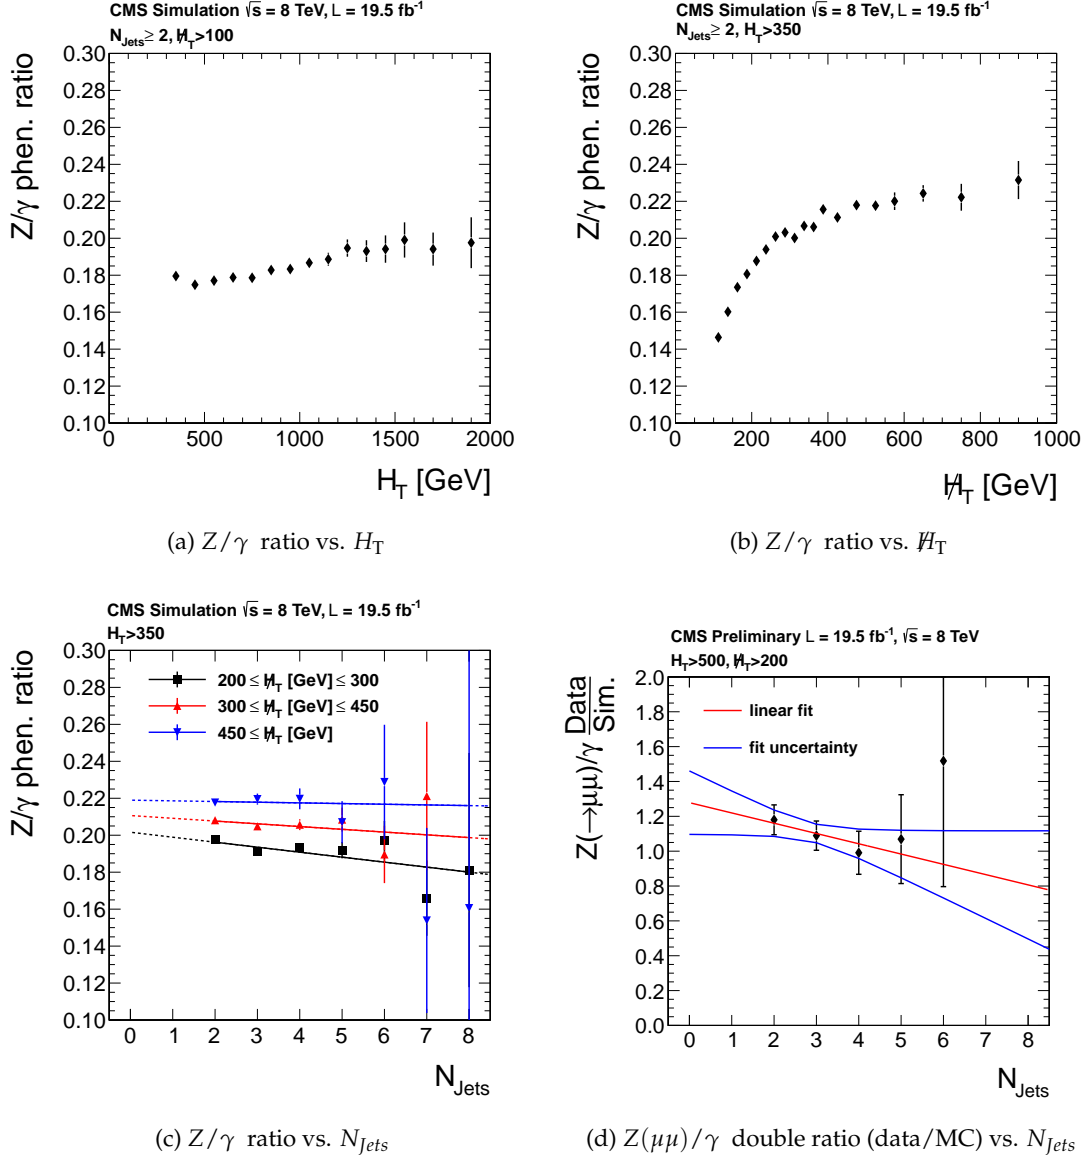 CMS Simulation √s = 8 TeV, L = 19.5 fb⁻¹
N_Jets ≥ 2, H̸_T>100
Z/γ phen. ratio
0.30
0.28
0.26
0.24
0.22
0.20
0.18
0.16
0.14
0.12
0.10
0 500 1000 1500 2000
H_T [GeV]
(a) Z/γ ratio vs. H_T
CMS Simulation √s = 8 TeV, L = 19.5 fb⁻¹
N_Jets ≥ 2, H_T>350
Z/γ phen. ratio
0.30
0.28
0.26
0.24
0.22
0.20
0.18
0.16
0.14
0.12
0.10
0 200 400 600 800 1000
H̸_T [GeV]
(b) Z/γ ratio vs. H̸_T
CMS Simulation √s = 8 TeV, L = 19.5 fb⁻¹
H_T>350
Z/γ phen. ratio
0.30
0.28
0.26
0.24
0.22
0.20
0.18
0.16
0.14
0.12
0.10
200 ≤ H̸_T [GeV] ≤ 300
300 ≤ H̸_T [GeV] ≤ 450
450 ≤ H̸_T [GeV]
0 1 2 3 4 5 6 7 8
N_Jets
(c) Z/γ ratio vs. N_Jets
CMS Preliminary L = 19.5 fb⁻¹, √s = 8 TeV
H_T>500, H̸_T>200
Z(→μμ)/γ Data/Sim.
2.0
1.8
1.6
1.4
1.2
1.0
0.8
0.6
0.4
0.2
0.0
linear fit
fit uncertainty
0 1 2 3 4 5 6 7 8
N_Jets
(d) Z(μμ)/γ double ratio (data/MC) vs. N_Jets